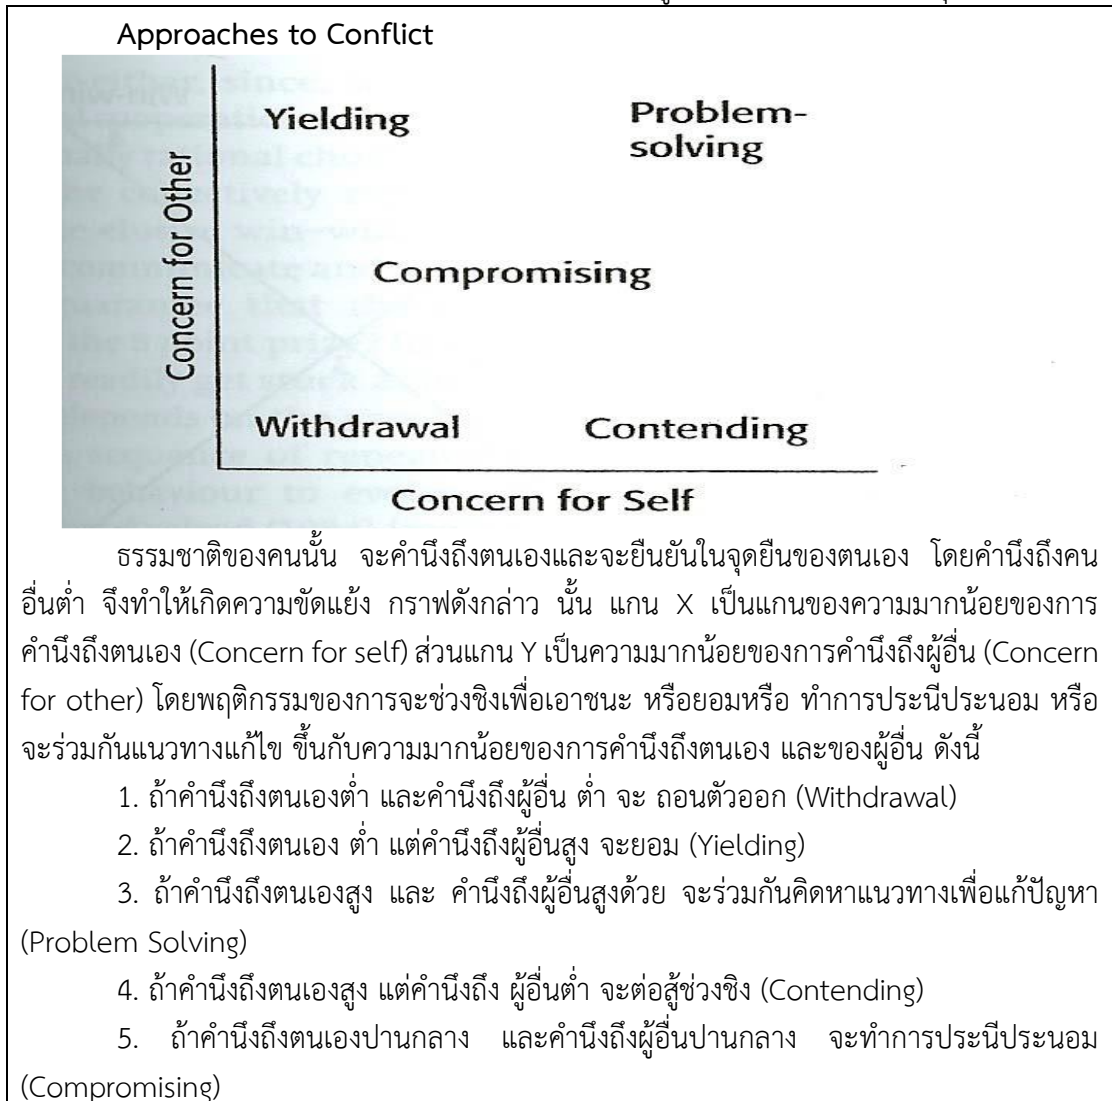 Approaches to Conflict
Yielding
Problem-
solving
Concern for Other
Compromising
Withdrawal
Contending
Concern for Self
ธรรมชาติของคนนั้น จะคำนึงถึงตนเองและจะยืนยันในจุดยืนของตนเอง โดยคำนึงถึงคน
อื่นต่ำ จึงทำให้เกิดความขัดแย้ง กราฟดังกล่าว นั้น แกน X เป็นแกนของความมากน้อยของการ
คำนึงถึงตนเอง (Concern for self) ส่วนแกน Y เป็นความมากน้อยของการคำนึงถึงผู้อื่น (Concern
for other) โดยพฤติกรรมของการจะช่วงชิงเพื่อเอาชนะ หรือยอมหรือ ทำการประนีประนอม หรือ
จะร่วมกันแนวทางแก้ไข ขึ้นกับความมากน้อยของการคำนึงถึงตนเอง และของผู้อื่น ดังนี้
1. ถ้าคำนึงถึงตนเองต่ำ และคำนึงถึงผู้อื่น ต่ำ จะ ถอนตัวออก (Withdrawal)
2. ถ้าคำนึงถึงตนเอง ต่ำ แต่คำนึงถึงผู้อื่นสูง จะยอม (Yielding)
3. ถ้าคำนึงถึงตนเองสูง และ คำนึงถึงผู้อื่นสูงด้วย จะร่วมกันคิดหาแนวทางเพื่อแก้ปัญหา
(Problem Solving)
4. ถ้าคำนึงถึงตนเองสูง แต่คำนึงถึง ผู้อื่นต่ำ จะต่อสู้ช่วงชิง (Contending)
5. ถ้าคำนึงถึงตนเองปานกลาง และคำนึงถึงผู้อื่นปานกลาง จะทำการประนีประนอม
(Compromising)